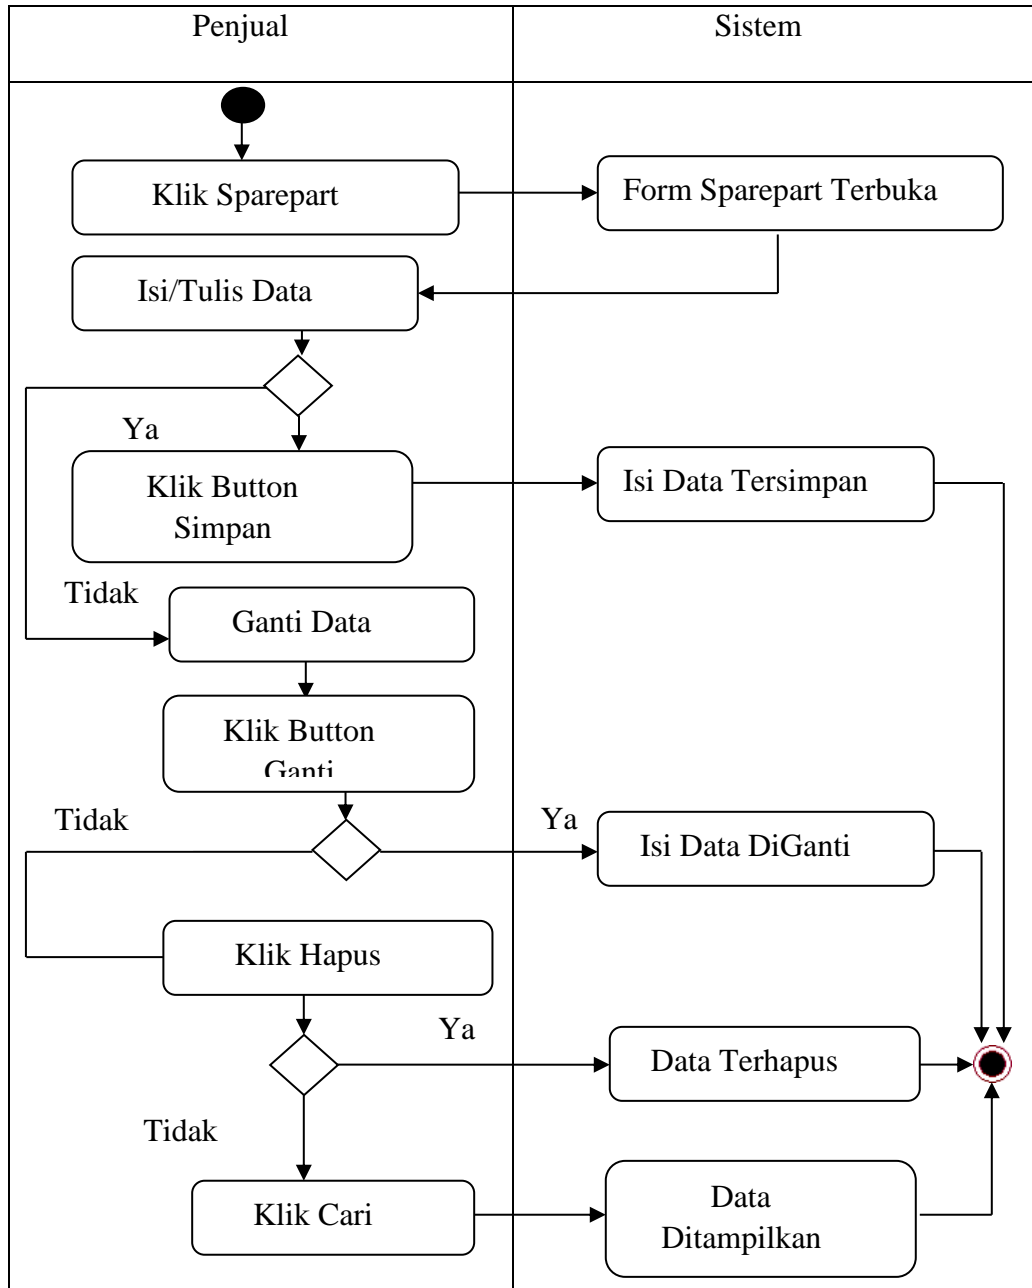 Penjual
Sistem
Klik Sparepart
Form Sparepart Terbuka
Isi/Tulis Data
Ya
Klik Button
Simpan
Isi Data Tersimpan
Tidak
Ganti Data
Klik Button
Ganti
Tidak
Ya
Isi Data DiGanti
Klik Hapus
Ya
Data Terhapus
Tidak
Klik Cari
Data
Ditampilkan